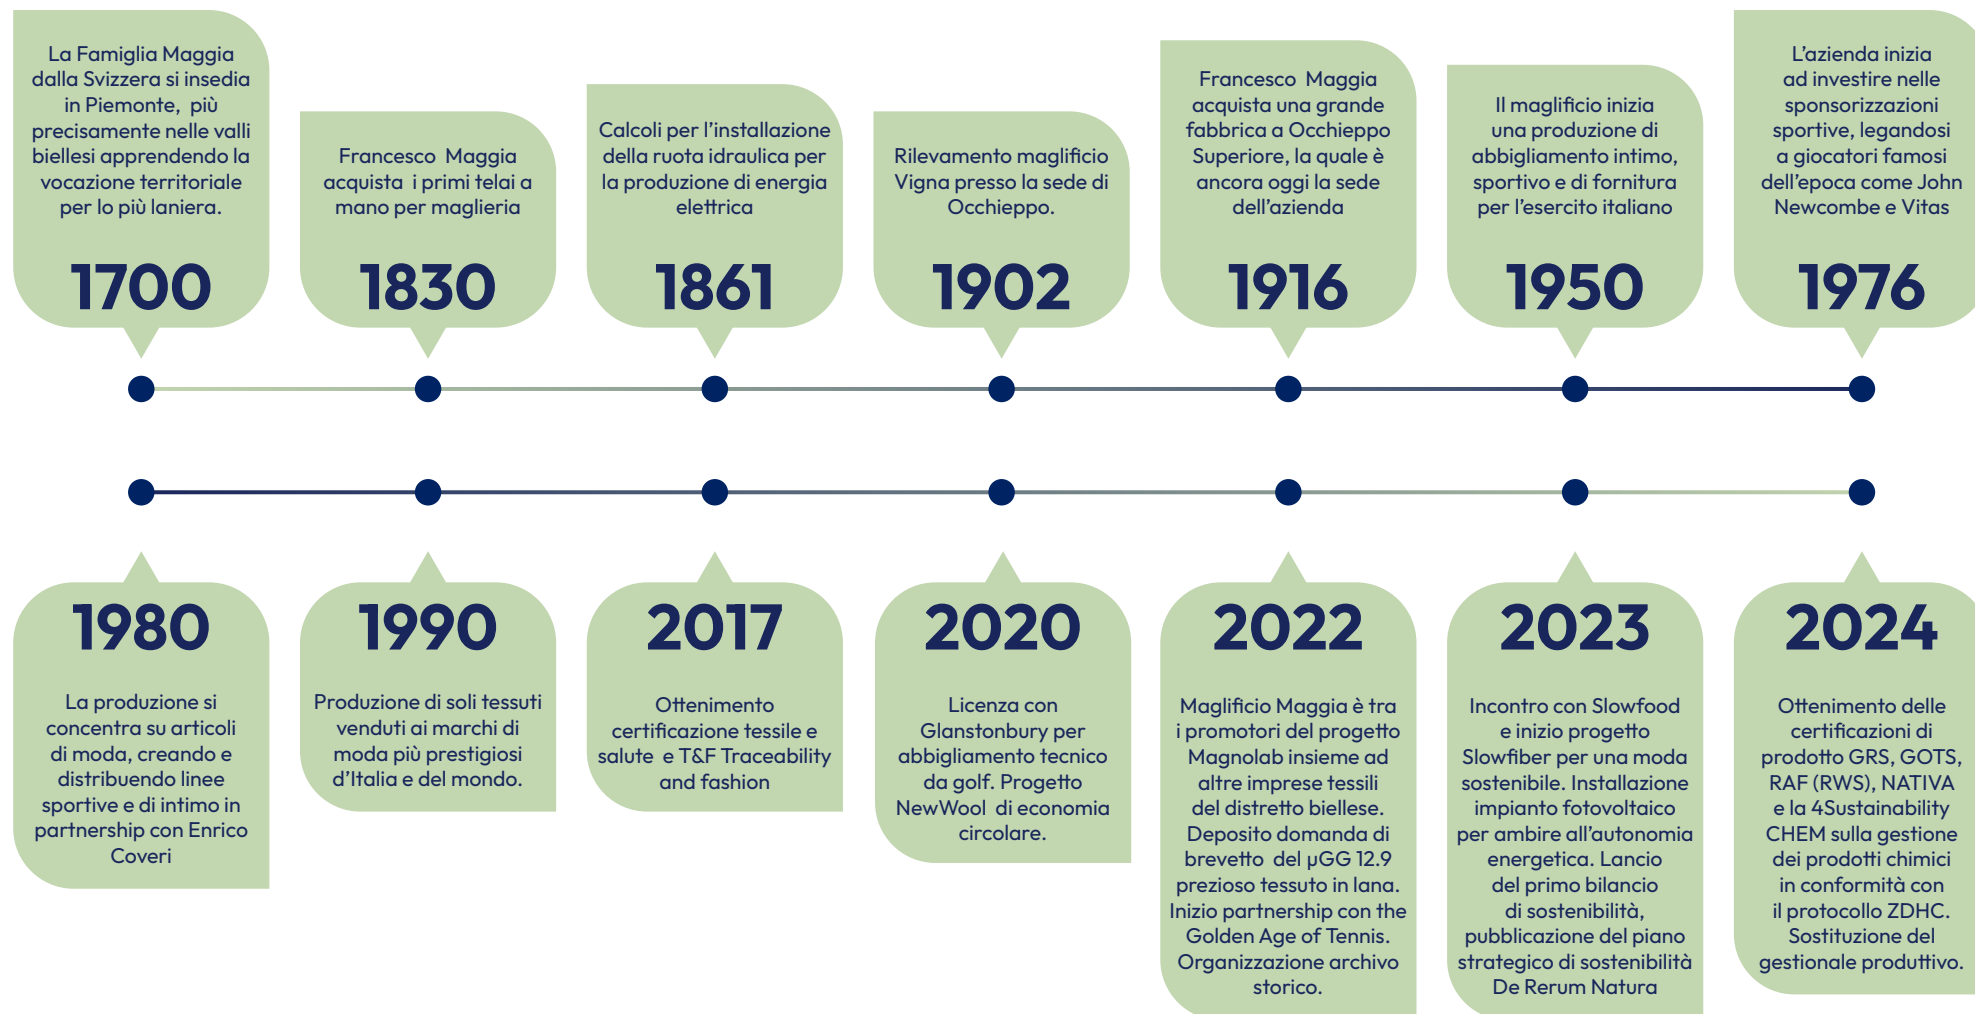 La Famiglia Maggia
dalla Svizzera si insedia
in Piemonte, più
precisamente nelle valli
biellesi apprendendo la
vocazione territoriale
per lo più laniera.
1700
Francesco Maggia
acquista i primi telai a
mano per maglieria
1830
Calcoli per l'installazione
della ruota idraulica per
la produzione di energia
elettrica
1861
Rilevamento maglificio
Vigna presso la sede di
Occhieppo.
1902
Francesco Maggia
acquista una grande
fabbrica a Occhieppo
Superiore, la quale è
ancora oggi la sede
dell'azienda
1916
Il maglificio inizia
una produzione di
abbigliamento intimo,
sportivo e di fornitura
per l'esercito italiano
1950
L'azienda inizia
ad investire nelle
sponsorizzazioni
sportive, legandosi
a giocatori famosi
dell'epoca come John
Newcombe e Vitas
1976
1980
La produzione si
concentra su articoli
di moda, creando e
distribuendo linee
sportive e di intimo in
partnership con Enrico
Coveri
1990
Produzione di soli tessuti
venduti ai marchi di
moda più prestigiosi
d'Italia e del mondo.
2017
Ottenimento
certificazione tessile e
salute e T&F Traceability
and fashion
2020
Licenza con
Glanstonbury per
abbigliamento tecnico
da golf. Progetto
NewWool di economia
circolare.
2022
Maglificio Maggia è tra
i promotori del progetto
Magnolab insieme ad
altre imprese tessili
del distretto biellese.
Deposito domanda di
brevetto del µGG 12.9
prezioso tessuto in lana.
Inizio partnership con the
Golden Age of Tennis.
Organizzazione archivo
storico.
2023
Incontro con Slowfood
e inizio progetto
Slowfiber per una moda
sostenibile. Installazione
impianto fotovoltaico
per ambire all'autonomia
energetica. Lancio
del primo bilancio
di sostenibilità,
pubblicazione del piano
strategico di sostenibilità
De Rerum Natura
2024
Ottenimento delle
certificazioni di
prodotto GRS, GOTS,
RAF (RWS), NATIVA
e la 4Sustainability
CHEM sulla gestione
dei prodotti chimici
in conformità con
il protocollo ZDHC.
Sostituzione del
gestionale produttivo.